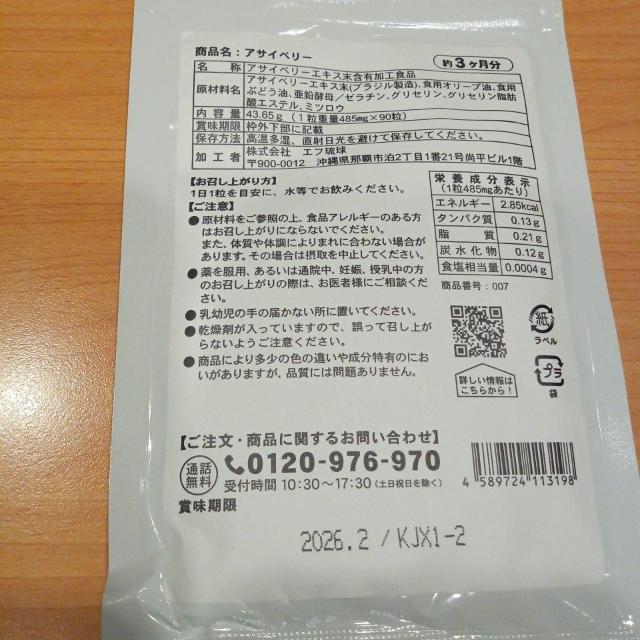 商品名：アサイベリー
約3ヶ月分
名　称　アサイベリーエキス末含有加工食品
原材料名　アサイベリーエキス末(ブラジル製造)、食用オリーブ油、食用
ぶどう油、亜鉛酵母／ゼラチン、グリセリン、グリセリン脂肪
酸エステル、ミツロウ
内 容 量　43.65ｇ（1粒重量485mg×90粒）
賞味期限　枠外下部に記載
保存方法　高温多湿、直射日光を避けて保存してください。
加 工 者　株式会社　エフ琉球
〒900-0012　沖縄県那覇市泊2丁目1番21号尚平ビル1階
【お召し上がり方】
1日1粒を目安に、水等でお飲みください。
【ご注意】
●原材料をご参照の上、食品アレルギーのある方
はお召し上がりにならないでください。
また、体質や体調によりまれに合わない場合が
あります。その場合は摂取を中止してください。
●薬を服用、あるいは通院中、妊娠、授乳中の方
のお召し上がりの際は、お医者様にご相談くだ
さい。
●乳幼児の手の届かない所に置いてください。
●乾燥剤が入っていますので、誤って召し上が
らないようご注意ください。
●商品により多少の色の違いや成分特有のにお
いがありますが、品質には問題ありません。
栄養成分表示
（1粒485mgあたり）
エネルギー　2.85kcal
タンパク質　0.13ｇ
脂　質　0.21ｇ
炭水化物　0.12ｇ
食塩相当量　0.0004ｇ
商品番号：007
紙
ラベル
プラ
袋
詳しい情報は
こちらから！
【ご注文・商品に関するお問い合わせ】
通話
無料
0120-976-970
受付時間 10:30〜17:30（土日祝日を除く）
4 589724 113198
賞味期限
2026.2 / KJX1-2